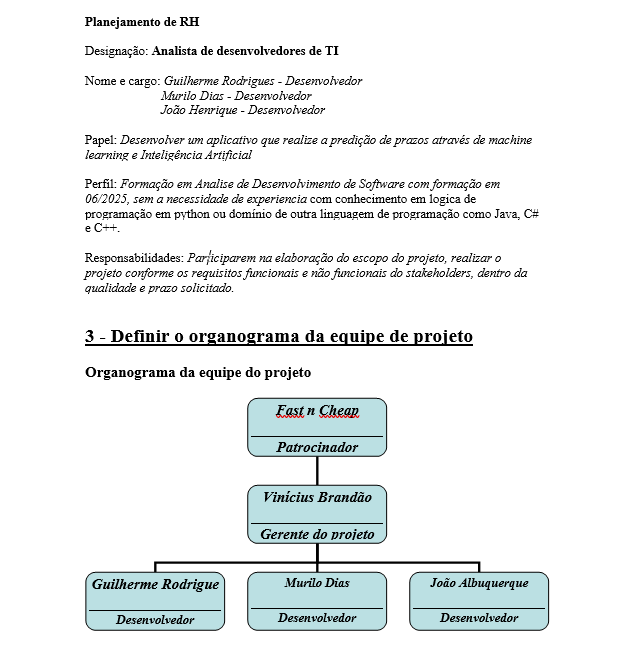 Planejamento de RH
Designação: Analista de desenvolvedores de TI
Nome e cargo: Guilherme Rodrigues - Desenvolvedor
Murilo Dias - Desenvolvedor
João Henrique - Desenvolvedor
Papel: Desenvolver um aplicativo que realize a predição de prazos através de machine
learning e Inteligência Artificial
Perfil: Formação em Analise de Desenvolvimento de Software com formação em
06/2025, sem a necessidade de experiencia com conhecimento em logica de
programação em python ou domínio de outra linguagem de programação como Java, C#
e C++.
Responsabilidades: Participarem na elaboração do escopo do projeto, realizar o
projeto conforme os requisitos funcionais e não funcionais do stakeholders, dentro da
qualidade e prazo solicitado.
3 - Definir o organograma da equipe de projeto
Organograma da equipe do projeto
Fast n Cheap
Patrocinador
Vinícius Brandão
Gerente do projeto
Guilherme Rodrigue
Desenvolvedor
Murilo Dias
Desenvolvedor
João Albuquerque
Desenvolvedor